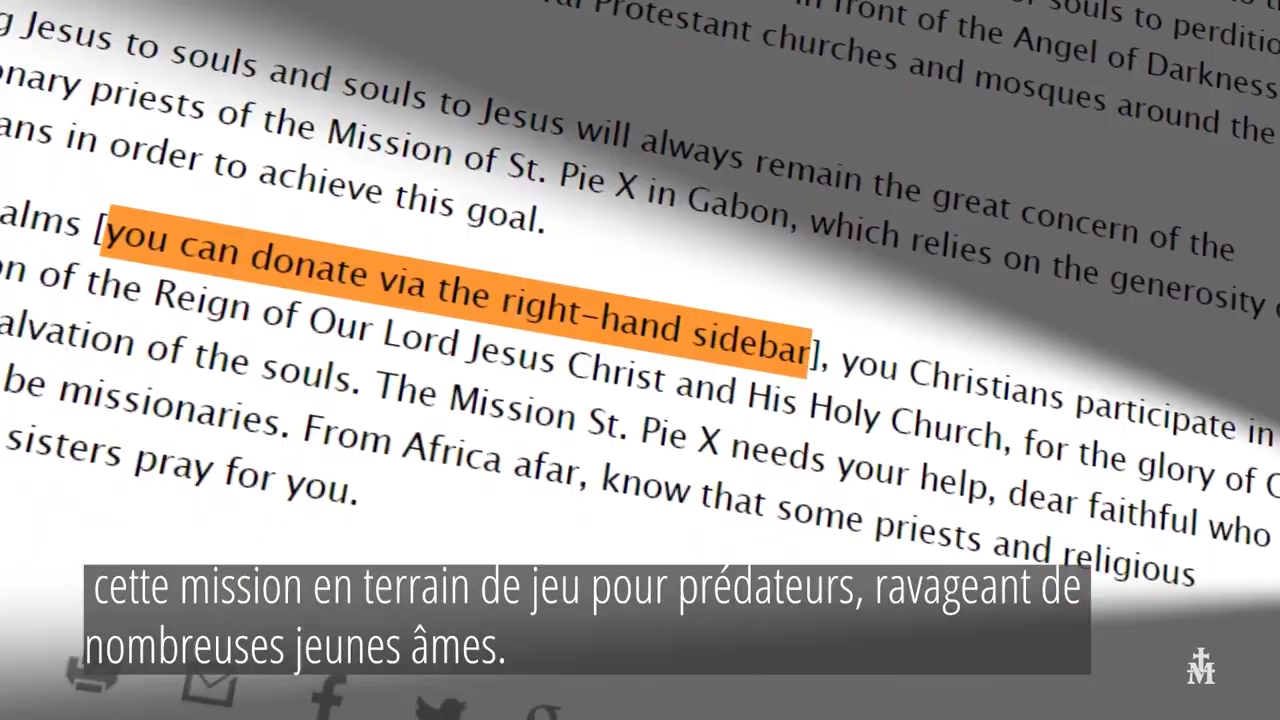 souls to perditio
in front of the Angel of Darkness
Protestant churches and mosques around the
g Jesus to souls and souls to Jesus will always remain the great concern of the
onary priests of the Mission of St. Pie X in Gabon, which relies on the generosity
ans in order to achieve this goal.
alms [you can donate via the right-hand sidebar], you Christians participate in
on of the Reign of Our Lord Jesus Christ and His Holy Church, for the glory of
alvation of the souls. The Mission St. Pie X needs your help, dear faithful who
be missionaries. From Africa afar, know that some priests and religious
sisters pray for you.
cette mission en terrain de jeu pour prédateurs, ravageant de
nombreuses jeunes âmes.